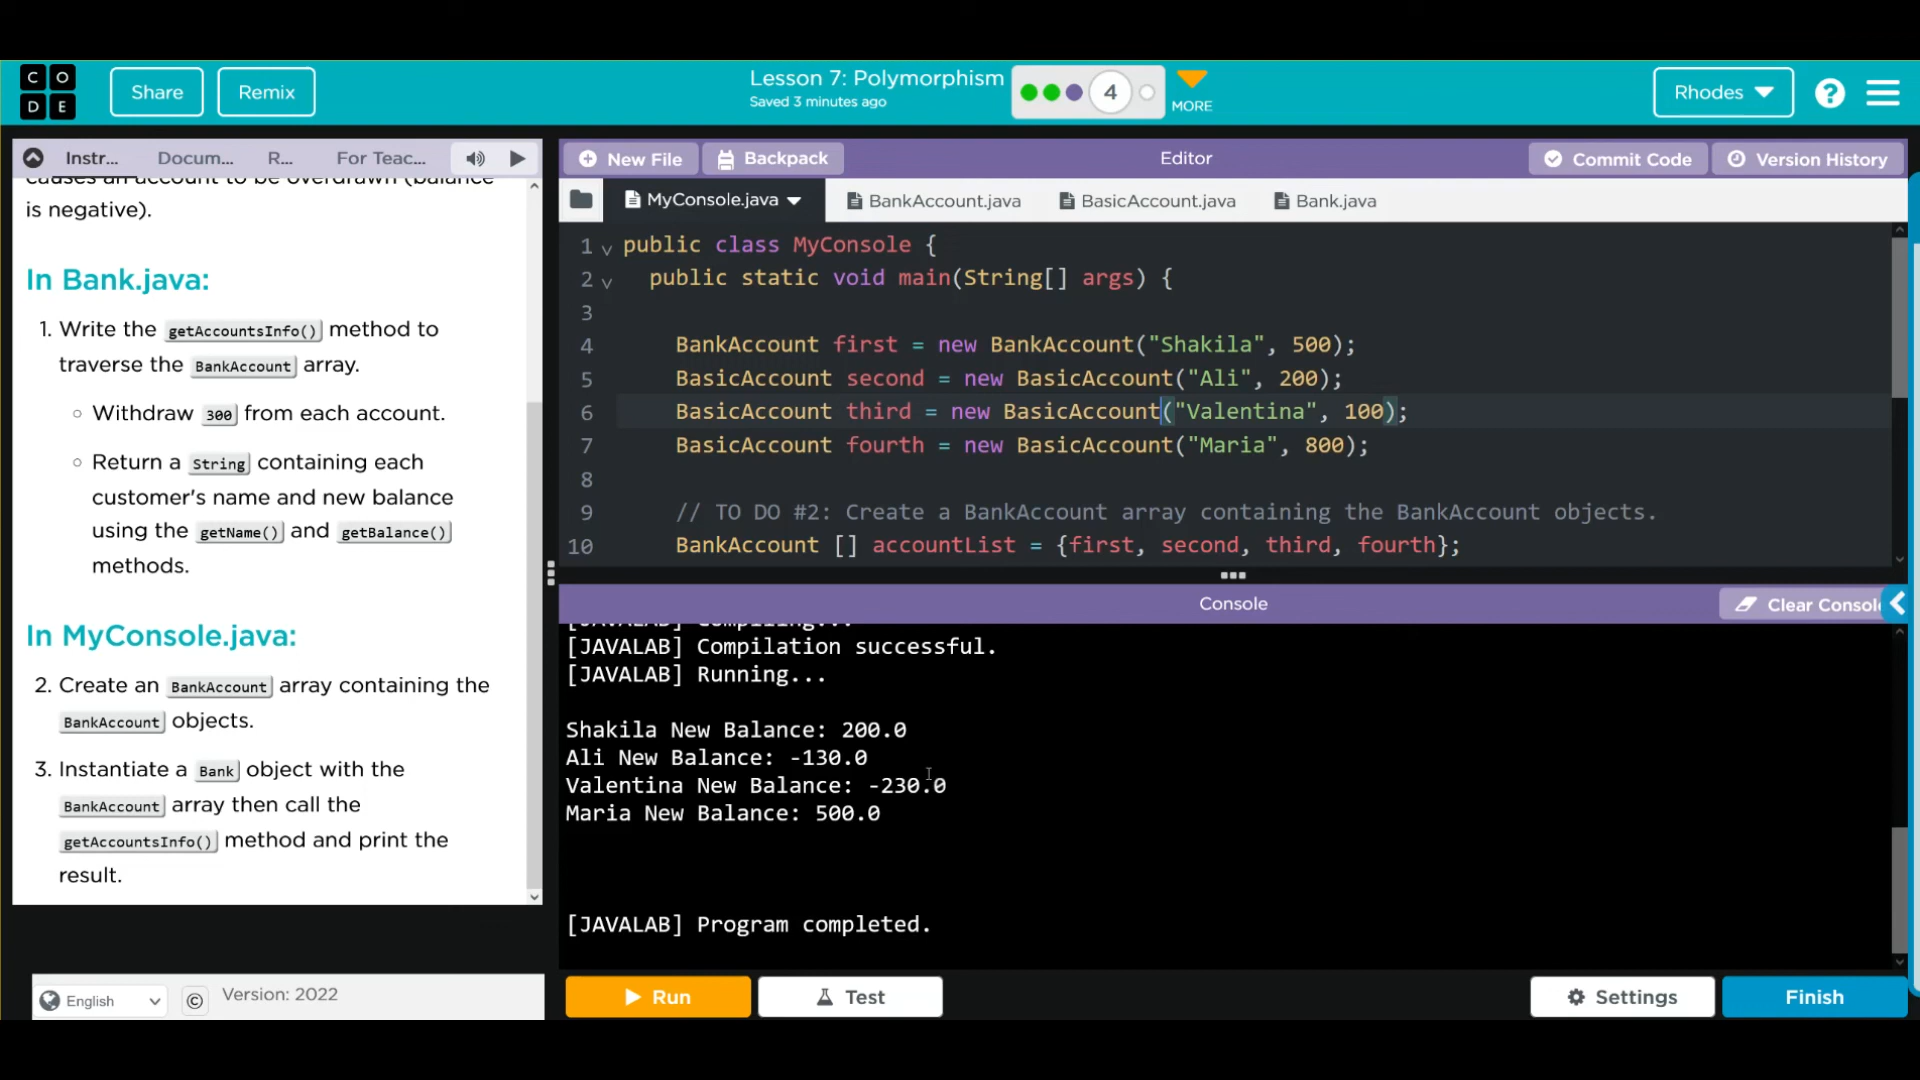 C O
D E
Share
Remix
Lesson 7: Polymorphism
Saved 3 minutes ago
4
MORE
Rhodes
?
Instr...
Docum...
R...
For Teac...
New File
Backpack
Editor
Commit Code
Version History
MyConsole.java
BankAccount.java
BasicAccount.java
Bank.java
causes an account to be overdrawn (balance
is negative).
In Bank.java:
1. Write the getAccountsInfo() method to
traverse the BankAccount array.
Withdraw 300 from each account.
Return a String containing each
customer's name and new balance
using the getName() and getBalance()
methods.
In MyConsole.java:
2. Create an BankAccount array containing the
BankAccount objects.
3. Instantiate a Bank object with the
BankAccount array then call the
getAccountsInfo() method and print the
result.
1 public class MyConsole {
2 public static void main(String[] args) {
3
4 BankAccount first = new BankAccount("Shakila", 500);
5 BasicAccount second = new BasicAccount("Ali", 200);
6 BasicAccount third = new BasicAccount("Valentina", 100);
7 BasicAccount fourth = new BasicAccount("Maria", 800);
8
9 // TO DO #2: Create a BankAccount array containing the BankAccount objects.
10 BankAccount [] accountList = {first, second, third, fourth};
Console
Clear Consol
[JAVALAB] Compiling...
[JAVALAB] Compilation successful.
[JAVALAB] Running...
Shakila New Balance: 200.0
Ali New Balance: -130.0
Valentina New Balance: -230.0
Maria New Balance: 500.0
[JAVALAB] Program completed.
English
©
Version: 2022
Run
Test
Settings
Finish